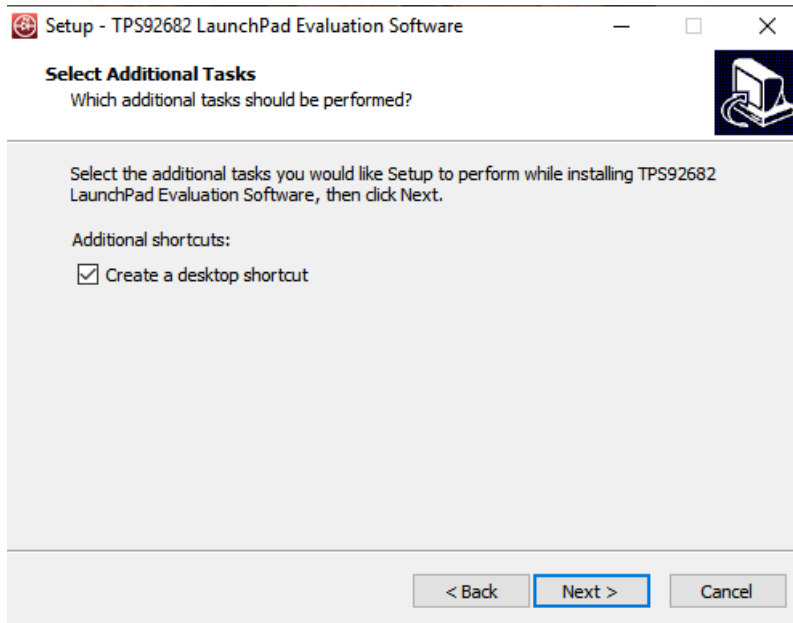 Setup - TPS92682 LaunchPad Evaluation Software
Select Additional Tasks
Which additional tasks should be performed?
Select the additional tasks you would like Setup to perform while installing TPS92682
LaunchPad Evaluation Software, then click Next.
Additional shortcuts:
Create a desktop shortcut
< Back Next > Cancel